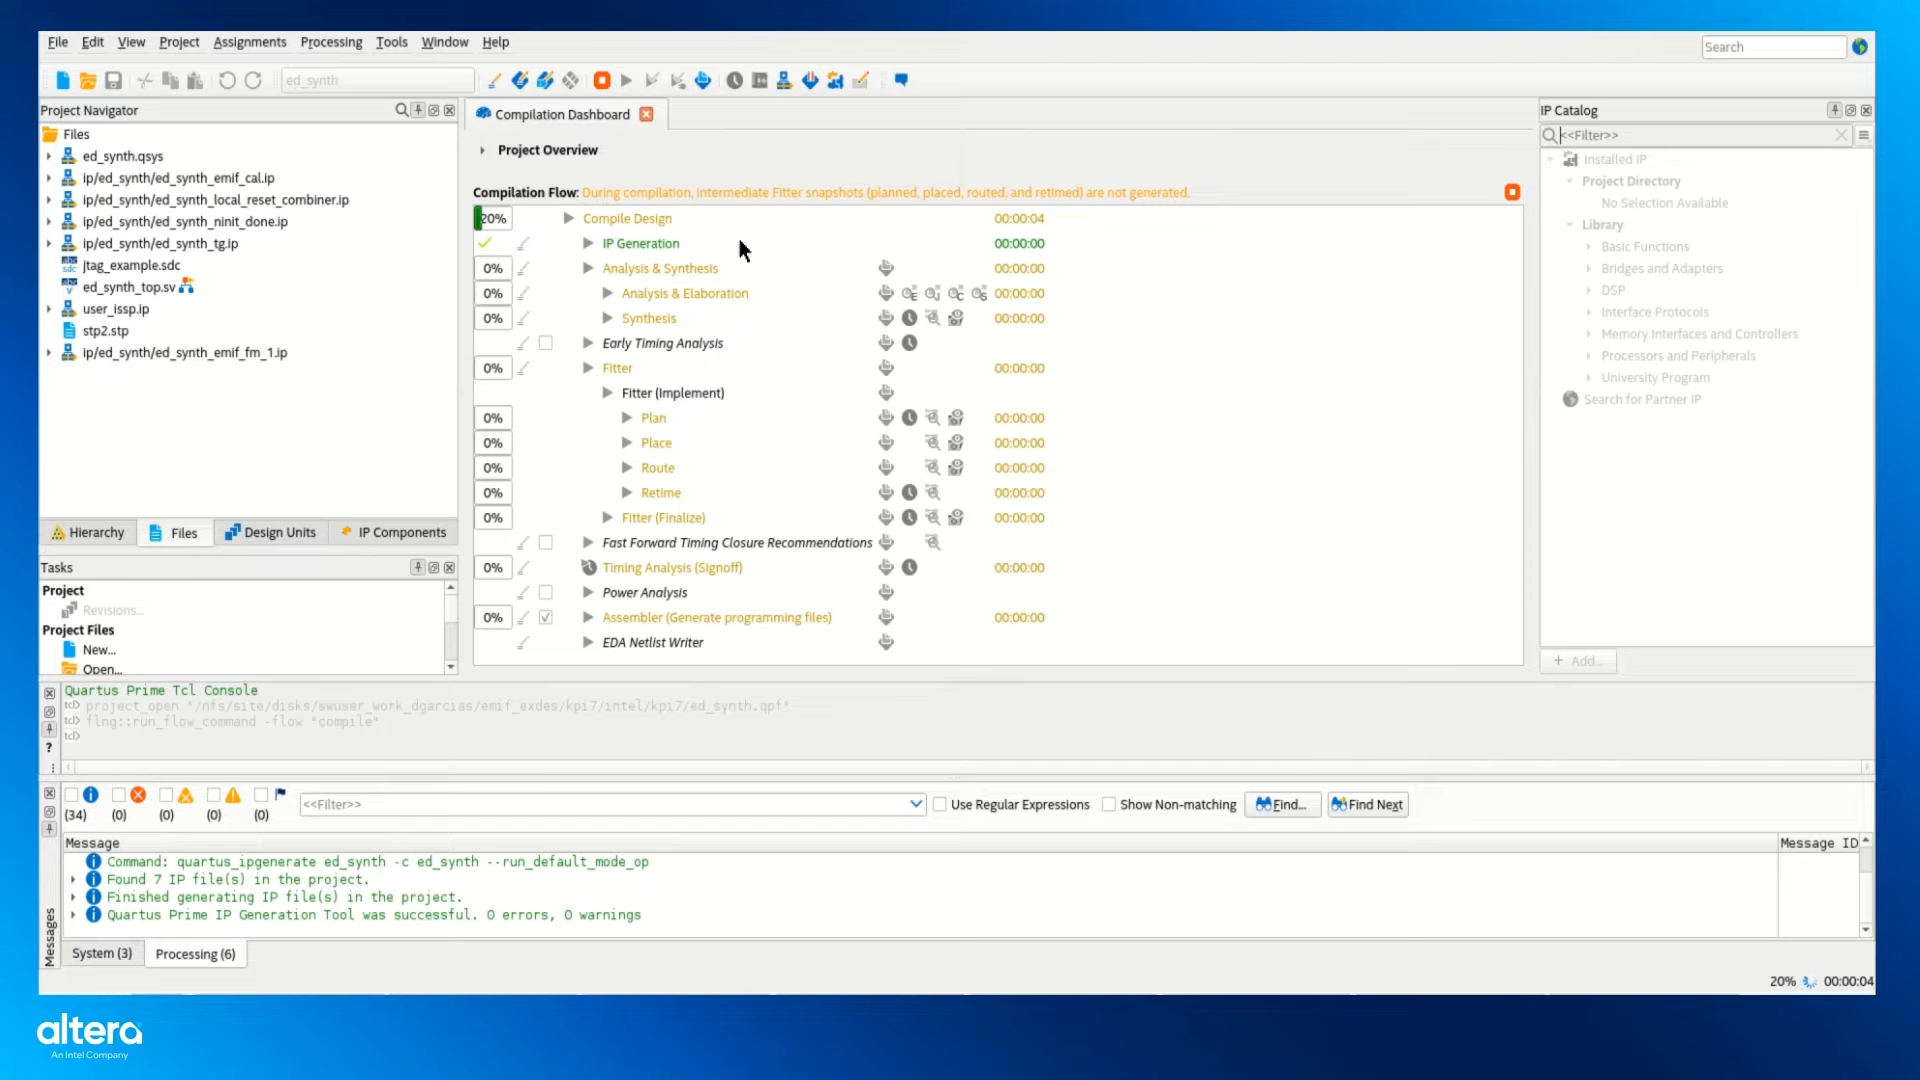 File Edit View Project Assignments Processing Tools Window Help
Search
ed_synth
Project Navigator
Files
ed_synth.qsys
ip/ed_synth/ed_synth_emif_cal.ip
ip/ed_synth/ed_synth_local_reset_combiner.ip
ip/ed_synth/ed_synth_ninit_done.ip
ip/ed_synth/ed_synth_tg.ip
jtag_example.sdc
ed_synth_top.sv
user_issp.ip
stp2.stp
ip/ed_synth/ed_synth_emif_fm_1.ip
Hierarchy Files Design Units IP Components
Tasks
Project
Revisions...
Project Files
New...
Open...
Compilation Dashboard
Project Overview
Compilation Flow: During compilation, intermediate Fitter snapshots (planned, placed, routed, and retimed) are not generated.
20% Compile Design 00:00:04
IP Generation 00:00:00
0% Analysis & Synthesis 00:00:00
0% Analysis & Elaboration 00:00:00
0% Synthesis 00:00:00
Early Timing Analysis
0% Fitter 00:00:00
Fitter (Implement)
0% Plan 00:00:00
0% Place 00:00:00
0% Route 00:00:00
0% Retime 00:00:00
0% Fitter (Finalize) 00:00:00
Fast Forward Timing Closure Recommendations
0% Timing Analysis (Signoff) 00:00:00
Power Analysis
0% Assembler (Generate programming files) 00:00:00
EDA Netlist Writer
IP Catalog
<<Filter>>
Installed IP
Project Directory
No Selection Available
Library
Basic Functions
Bridges and Adapters
DSP
Interface Protocols
Memory Interfaces and Controllers
Processors and Peripherals
University Program
Search for Partner IP
+ Add...
Quartus Prime Tcl Console
tcl> project_open "/nfs/site/disks/swuser_work_dgarcias/emif_exdes/kpi7/intel/kpi7/ed_synth.qpf"
tcl> flng::run_flow_command -flow "compile"
tcl>
(34) (0) (0) (0) (0)
<<Filter>> Use Regular Expressions Show Non-matching Find... Find Next
Message Message ID
Command: quartus_ipgenerate ed_synth -c ed_synth --run_default_mode_op
Found 7 IP file(s) in the project.
Finished generating IP file(s) in the project.
Quartus Prime IP Generation Tool was successful. 0 errors, 0 warnings
Messages
System (3) Processing (6)
20% 00:00:04
altera
An Intel Company